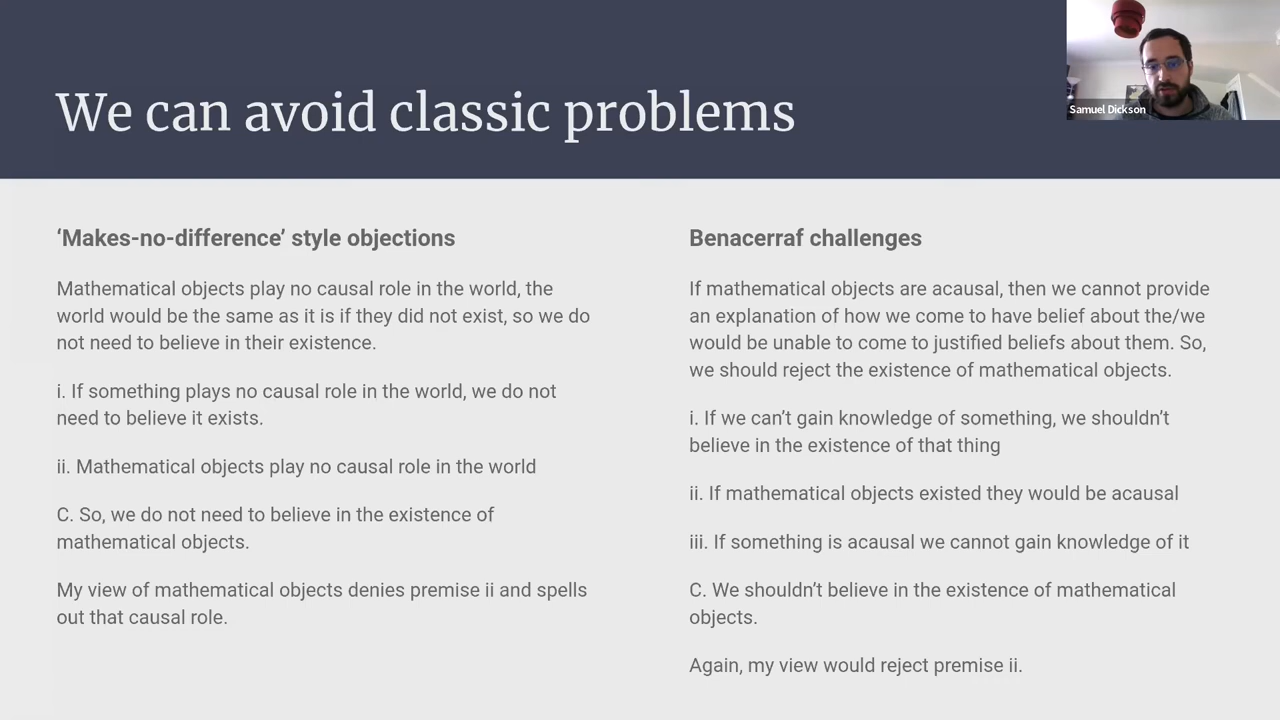 We can avoid classic problems
Samuel Dickson
‘Makes-no-difference’ style objections
Mathematical objects play no causal role in the world, the
world would be the same as it is if they did not exist, so we do
not need to believe in their existence.
i. If something plays no causal role in the world, we do not
need to believe it exists.
ii. Mathematical objects play no causal role in the world
C. So, we do not need to believe in the existence of
mathematical objects.
My view of mathematical objects denies premise ii and spells
out that causal role.
Benacerraf challenges
If mathematical objects are acausal, then we cannot provide
an explanation of how we come to have belief about the/we
would be unable to come to justified beliefs about them. So,
we should reject the existence of mathematical objects.
i. If we can’t gain knowledge of something, we shouldn’t
believe in the existence of that thing
ii. If mathematical objects existed they would be acausal
iii. If something is acausal we cannot gain knowledge of it
C. We shouldn’t believe in the existence of mathematical
objects.
Again, my view would reject premise ii.